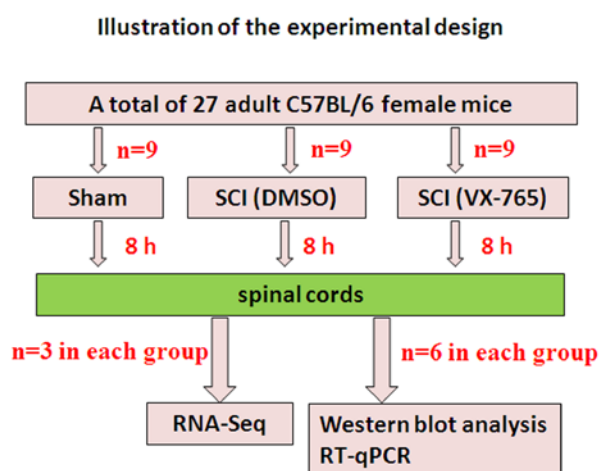 Illustration of the experimental design
A total of 27 adult C57BL/6 female mice
n=9
n=9
n=9
Sham
SCI (DMSO)
SCI (VX-765)
8 h
8 h
8 h
spinal cords
n=3 in each group
n=6 in each group
RNA-Seq
Western blot analysis
RT-qPCR